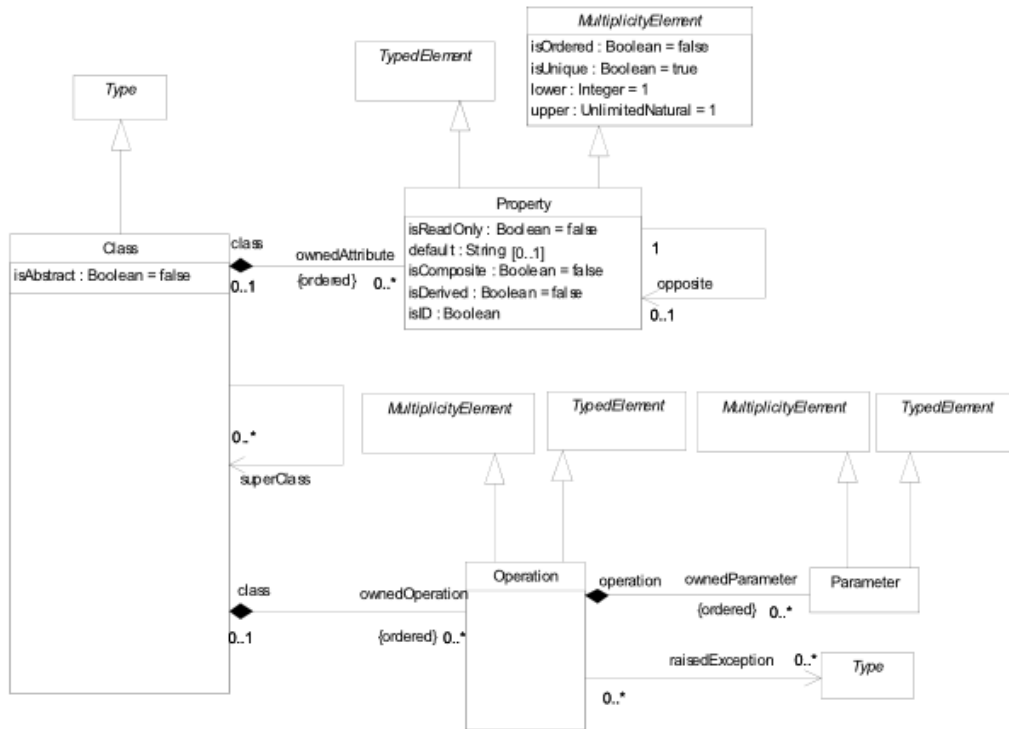 MultiplicityElement
isOrdered : Boolean = false
isUnique : Boolean = true
lower : Integer = 1
upper : UnlimitedNatural = 1
TypedElement
Type
Property
isReadOnly : Boolean = false
default : String [0..1]
isComposite : Boolean = false
isDerived : Boolean = false
isID : Boolean
1
opposite
0..1
Class
isAbstract : Boolean = false
class
0..1
ownedAttribute
{ordered} 0..*
0..*
superClass
MultiplicityElement
TypedElement
MultiplicityElement
TypedElement
class
0..1
ownedOperation
{ordered} 0..*
Operation
operation
ownedParameter
{ordered} 0..*
Parameter
raisedException 0..*
0..*
Type